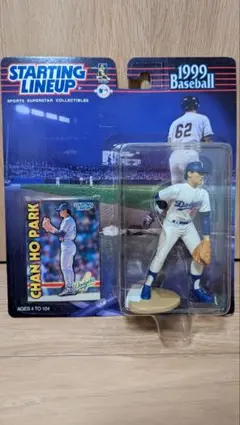 STARTING
LINEUP
SPORTS SUPERSTAR COLLECTIBLES
1999
Baseball
62
CHAN HO PARK
Dodgers
AGES 4 TO 104